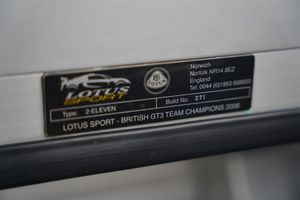 LOTUS
SPORT
LOTUS
Norwich
Norfolk NR14 8EZ
England
Tel: 0044 (0) 1953 608000
Type: 2-ELEVEN
Build No: 071
LOTUS SPORT - BRITISH GT3 TEAM CHAMPIONS 2006